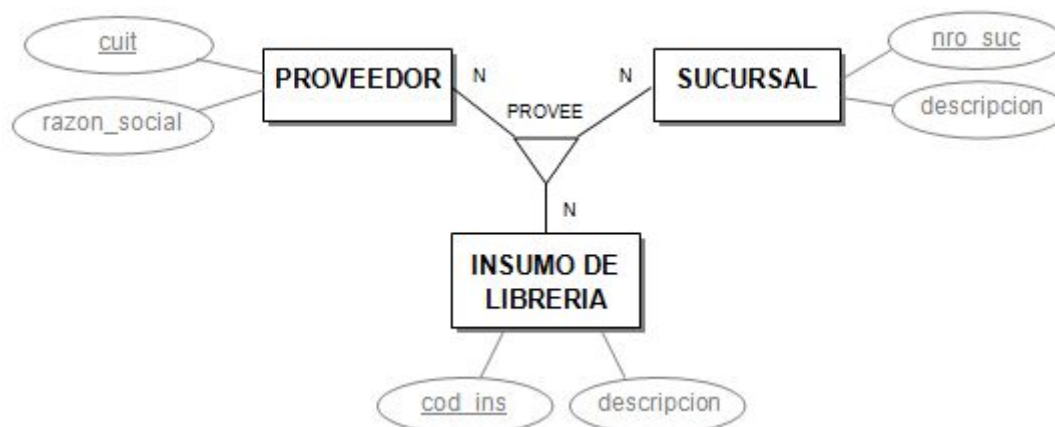 cuit
razon_social
PROVEEDOR
N
PROVEE
N
SUCURSAL
nro_suc
descripcion
N
INSUMO DE
LIBRERIA
cod_ins
descripcion